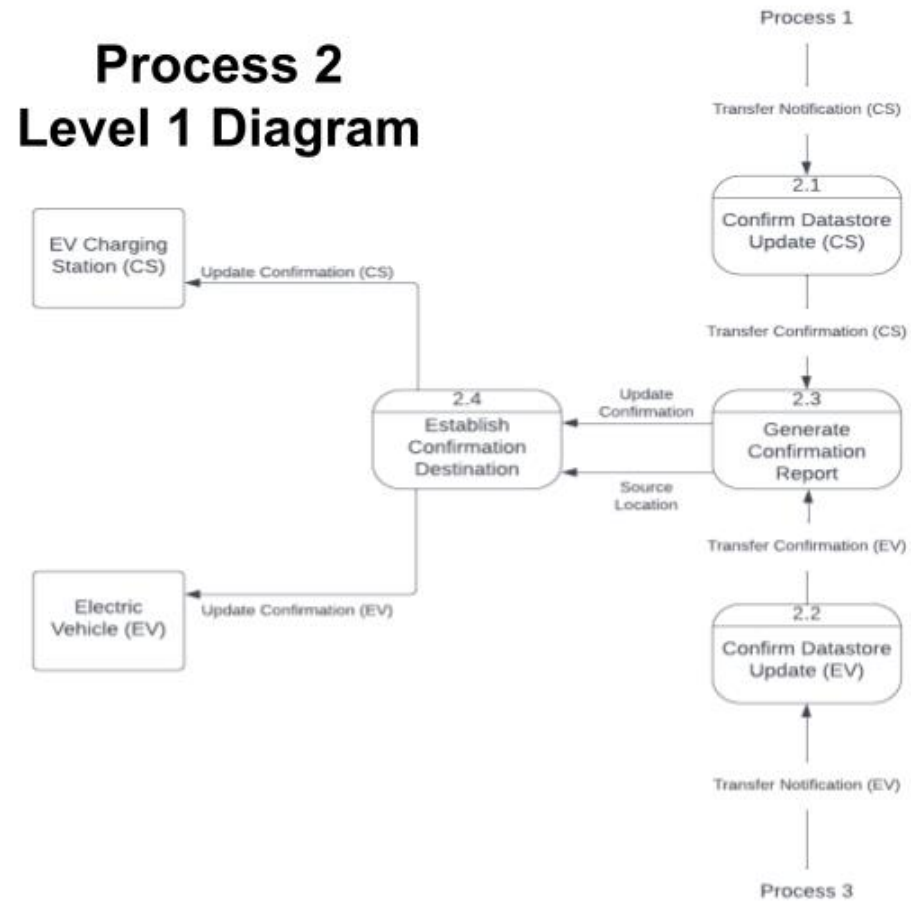 Process 2
Level 1 Diagram
Process 1
Transfer Notification (CS)
2.1
Confirm Datastore
Update (CS)
EV Charging
Station (CS)
Update Confirmation (CS)
Transfer Confirmation (CS)
2.4
Establish
Confirmation
Destination
Update
Confirmation
Source
Location
2.3
Generate
Confirmation
Report
Transfer Confirmation (EV)
Electric
Vehicle (EV)
Update Confirmation (EV)
2.2
Confirm Datastore
Update (EV)
Transfer Notification (EV)
Process 3